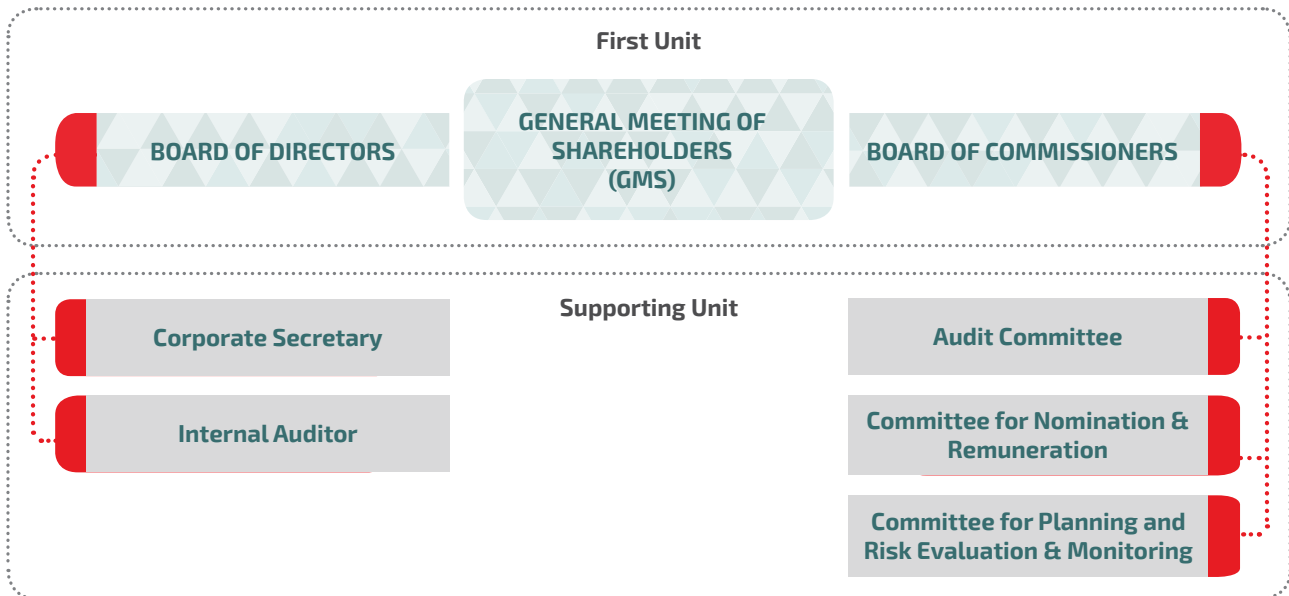 First Unit
BOARD OF DIRECTORS
GENERAL MEETING OF
SHAREHOLDERS
(GMS)
BOARD OF COMMISSIONERS
Supporting Unit
Corporate Secretary
Internal Auditor
Audit Committee
Committee for Nomination &
Remuneration
Committee for Planning and
Risk Evaluation & Monitoring